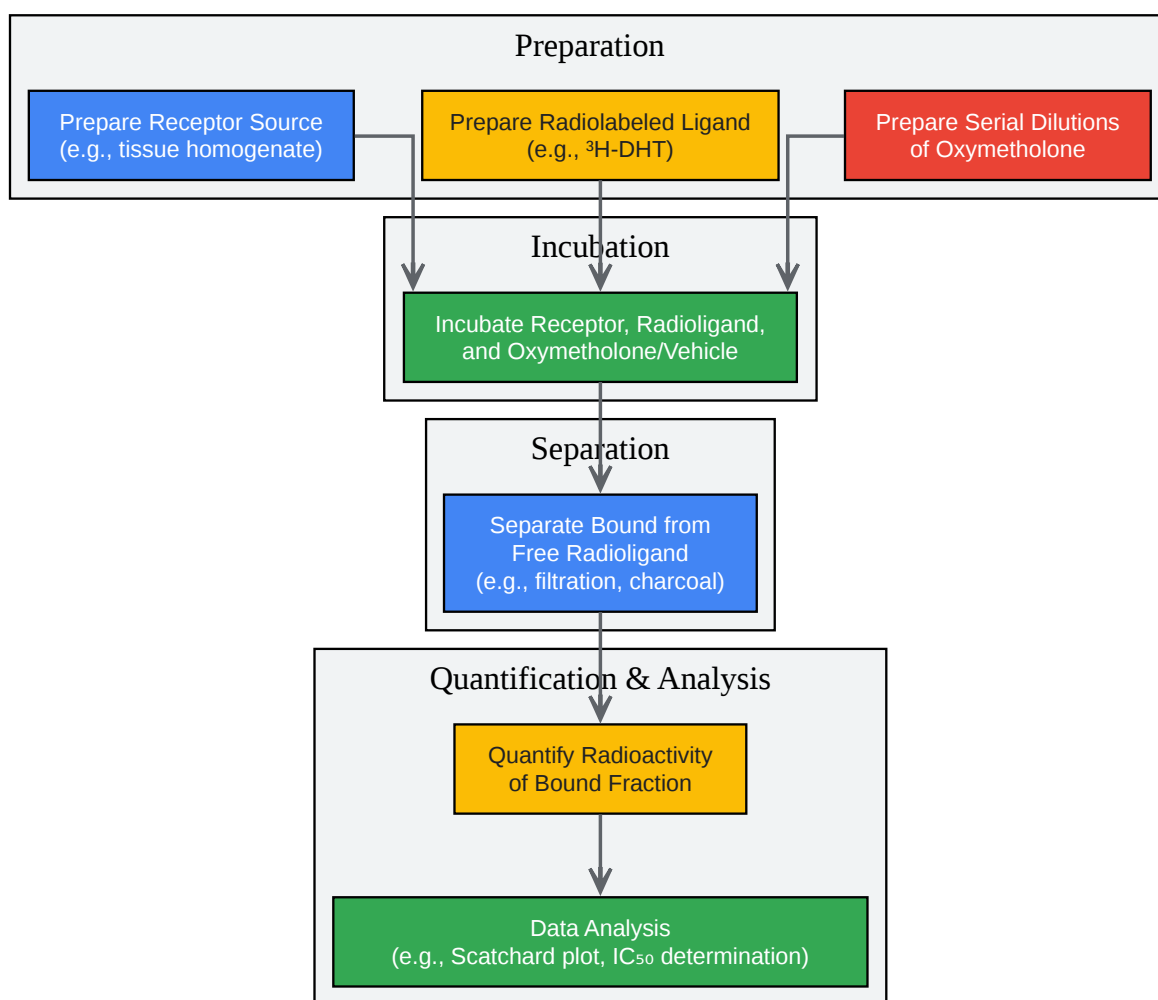 Preparation
Prepare Receptor Source
(e.g., tissue homogenate)
Prepare Radiolabeled Ligand
(e.g., ³H-DHT)
Prepare Serial Dilutions
of Oxymetholone
Incubation
Incubate Receptor, Radioligand,
and Oxymetholone/Vehicle
Separation
Separate Bound from
Free Radioligand
(e.g., filtration, charcoal)
Quantification & Analysis
Quantify Radioactivity
of Bound Fraction
Data Analysis
(e.g., Scatchard plot, IC₅₀ determination)